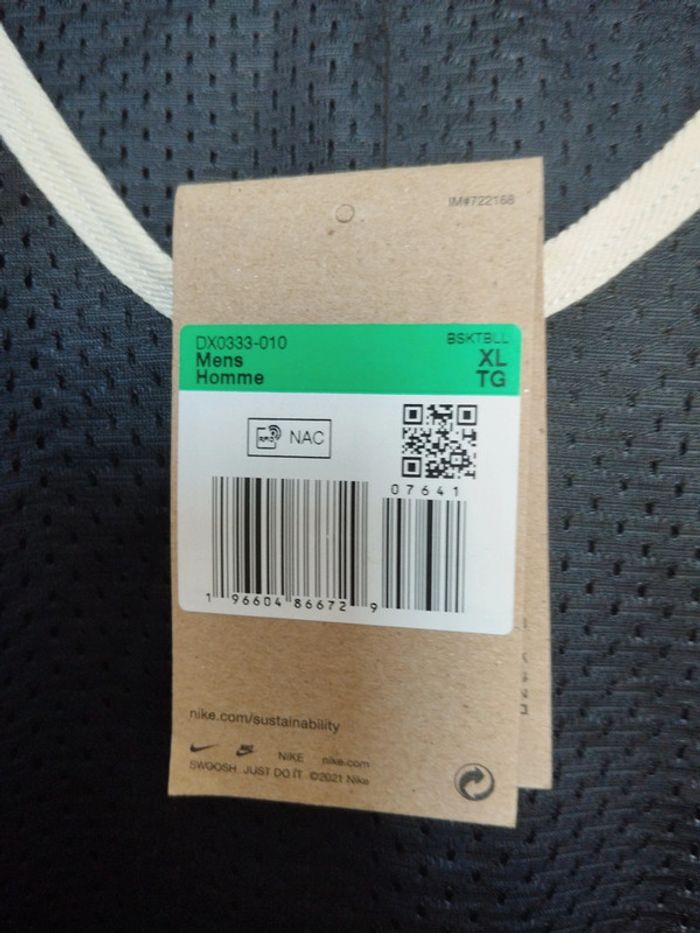 IM#722168
DX0333-010 BSKTBLL
Mens XL
Homme TG
NAC
07641
1 96604 86672 9
nike.com/sustainability
NIKE nike.com
SWOOSH JUST DO IT ©2021 Nike